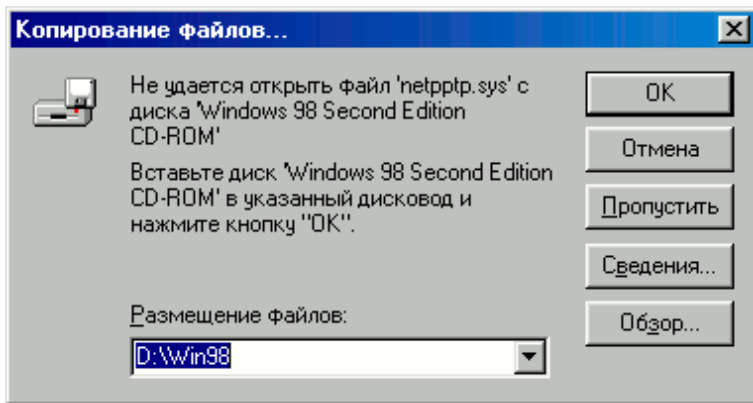 Копирование файлов...
Не удается открыть файл 'netpptp.sys' с
диска 'Windows 98 Second Edition
CD-ROM'
Вставьте диск 'Windows 98 Second Edition
CD-ROM' в указанный дисковод и
нажмите кнопку "OK".
Размещение файлов:
D:\Win98
OK
Отмена
Пропустить
Сведения...
Обзор...